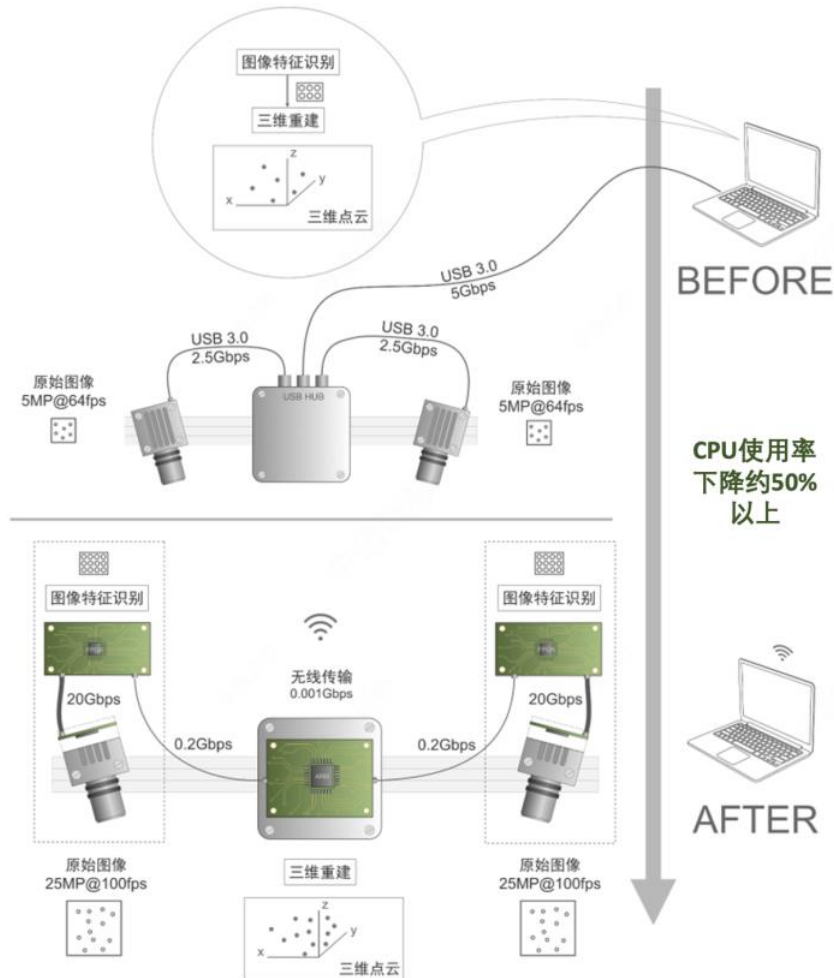 图像特征识别
三维重建
z
y
x
三维点云
USB 3.0
5Gbps
BEFORE
USB 3.0
2.5Gbps
USB 3.0
2.5Gbps
原始图像
5MP@64fps
USB HUB
原始图像
5MP@64fps
CPU使用率
下降约50%
以上
图像特征识别
图像特征识别
无线传输
0.001Gbps
20Gbps
20Gbps
0.2Gbps
0.2Gbps
AFTER
原始图像
25MP@100fps
三维重建
原始图像
25MP@100fps
z
y
x
三维点云